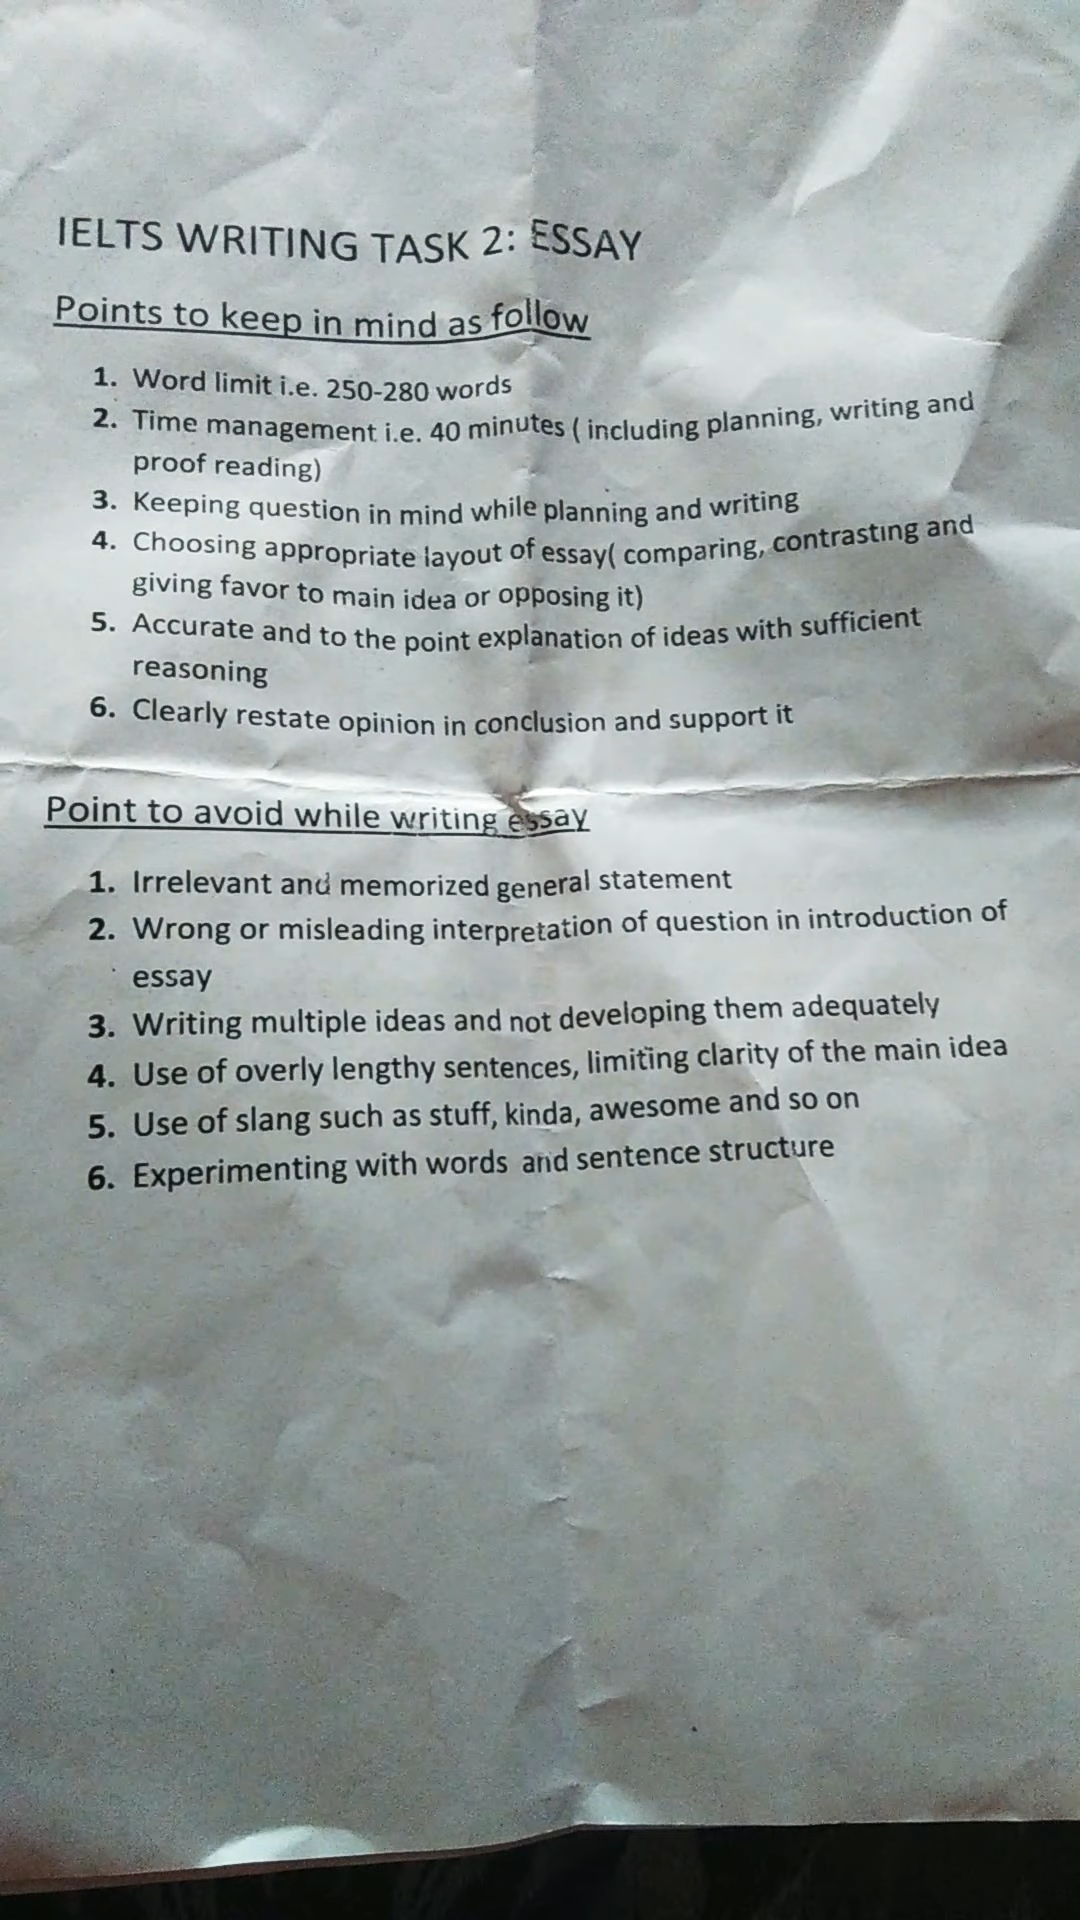 IELTS WRITING TASK 2: ESSAY
Points to keep in mind as follow
1. Word limit i.e. 250-280 words
2. Time management i.e. 40 minutes ( including planning, writing and
proof reading)
3. Keeping question in mind while planning and writing
4. Choosing appropriate layout of essay( comparing, contrasting and
giving favor to main idea or opposing it)
5. Accurate and to the point explanation of ideas with sufficient
reasoning
6. Clearly restate opinion in conclusion and support it
Point to avoid while writing essay
1. Irrelevant and memorized general statement
2. Wrong or misleading interpretation of question in introduction of
essay
3. Writing multiple ideas and not developing them adequately
4. Use of overly lengthy sentences, limiting clarity of the main idea
5. Use of slang such as stuff, kinda, awesome and so on
6. Experimenting with words and sentence structure